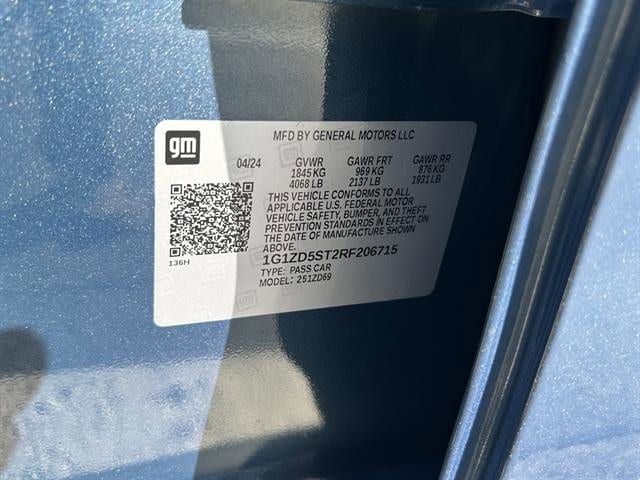 gm
MFD BY GENERAL MOTORS LLC
04/24 GVWR GAWR FRT GAWR RR
1845 KG 969 KG 876 KG
4068 LB 2137 LB 1931 LB
THIS VEHICLE CONFORMS TO ALL
APPLICABLE U.S. FEDERAL MOTOR
VEHICLE SAFETY, BUMPER, AND THEFT
PREVENTION STANDARDS IN EFFECT ON
THE DATE OF MANUFACTURE SHOWN
ABOVE.
1G1ZD5ST2RF206715
TYPE: PASS CAR
MODEL: 251ZD69
136H